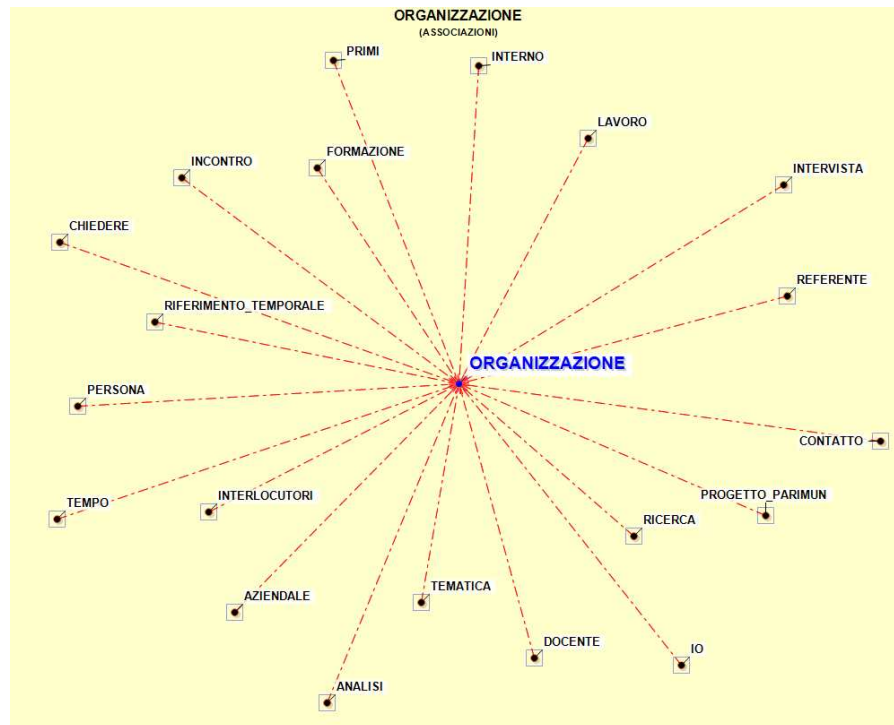 ORGANIZZAZIONE
(ASSOCIAZIONI)
PRIMI
INTERNO
LAVORO
FORMAZIONE
INCONTRO
INTERVISTA
CHIEDERE
REFERENTE
RIFERIMENTO_TEMPORALE
ORGANIZZAZIONE
PERSONA
CONTATTO
TEMPO
INTERLOCUTORI
PROGETTO_PARIMUN
RICERCA
TEMATICA
AZIENDALE
DOCENTE
IO
ANALISI